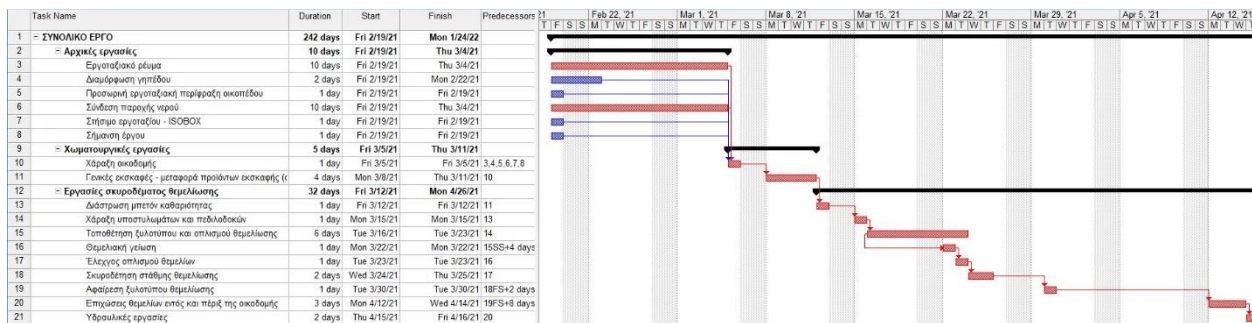 Task Name Duration Start Finish Predecessors 21 Feb 22, '21 Mar 1, '21 Mar 8, '21 Mar 15, '21 Mar 22, '21 Mar 29, '21 Apr 5, '21 Apr 12, '21
T F S S M T W T F S S M T W T F S S M T W T F S S M T W T F S S M T W T F S S M T W T F S S M T W T F S S M T W T
1 ΣΥΝΟΛΙΚΟ ΕΡΓΟ 242 days Fri 2/19/21 Mon 1/24/22
2 Αρχικές εργασίες 10 days Fri 2/19/21 Thu 3/4/21
3 Εργοταξιακό ρέυμα 10 days Fri 2/19/21 Thu 3/4/21
4 Διαμόρφωση γηπέδου 2 days Fri 2/19/21 Mon 2/22/21
5 Προσωρινή εργοταξιακή περίφραξη οικοπέδου 1 day Fri 2/19/21 Fri 2/19/21
6 Σύνδεση παροχής νερού 10 days Fri 2/19/21 Thu 3/4/21
7 Στήσιμο εργοταξίου - ISOBOX 1 day Fri 2/19/21 Fri 2/19/21
8 Σήμανση έργου 1 day Fri 2/19/21 Fri 2/19/21
9 Χωματουργικές εργασίες 5 days Fri 3/5/21 Thu 3/11/21
10 Χάραξη οικοδομής 1 day Fri 3/5/21 Fri 3/5/21 3,4,5,6,7,8
11 Γενικές εκσκαφές - μεταφορά προϊόντων εκσκαφής (σ 4 days Mon 3/8/21 Thu 3/11/21 10
12 Εργασίες σκυροδέματος θεμελίωσης 32 days Fri 3/12/21 Mon 4/26/21
13 Διάστρωση μπετόν καθαριότητας 1 day Fri 3/12/21 Fri 3/12/21 11
14 Χάραξη υποστυλωμάτων και πεδιλοδοκών 1 day Mon 3/15/21 Mon 3/15/21 13
15 Τοποθέτηση ξυλοτύπου και οπλισμού θεμελίωσης 6 days Tue 3/16/21 Tue 3/23/21 14
16 Θεμελιακή γείωση 1 day Mon 3/22/21 Mon 3/22/21 15SS+4 days
17 Έλεγχος οπλισμού θεμελίων 1 day Tue 3/23/21 Tue 3/23/21 16
18 Σκυροδέτηση στάθμης θεμελίωσης 2 days Wed 3/24/21 Thu 3/25/21 17
19 Αφαίρεση ξυλοτύπου θεμελίωσης 1 day Tue 3/30/21 Tue 3/30/21 18FS+2 days
20 Επιχώσεις θεμελίων εντός και πέριξ της οικοδομής 3 days Mon 4/12/21 Wed 4/14/21 19FS+8 days
21 Υδραυλικές εργασίες 2 days Thu 4/15/21 Fri 4/16/21 20